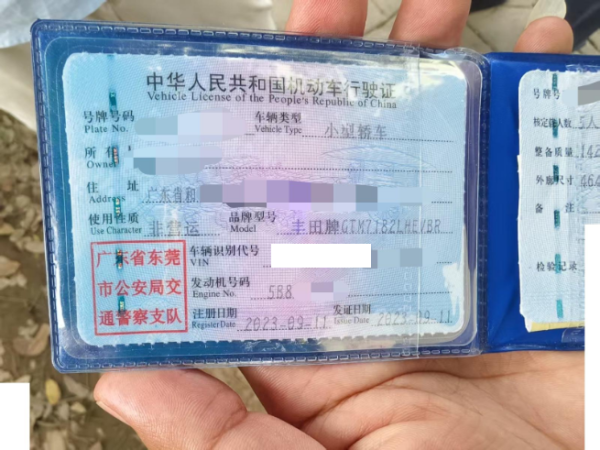 中华人民共和国机动车行驶证
Vehicle License of the People's Republic of China
号牌号码
Plate No.
车辆类型
Vehicle Type
小型轿车
所有
Owner
住 址
Address
广东省和
使用性质
Use Character
非营运
品牌型号
Model
丰田牌GTM7182LHEVBR
广东省东莞
市公安局交
通警察支队
车辆识别代号
VIN
发动机号码
Engine No.
5B8
注册日期
Register Date
2023-09-11
发证日期
Issue Date
2023-09-11
号牌号
核定载人数 5人
整备质量 142
外廓尺寸 464
备 注
检验记录